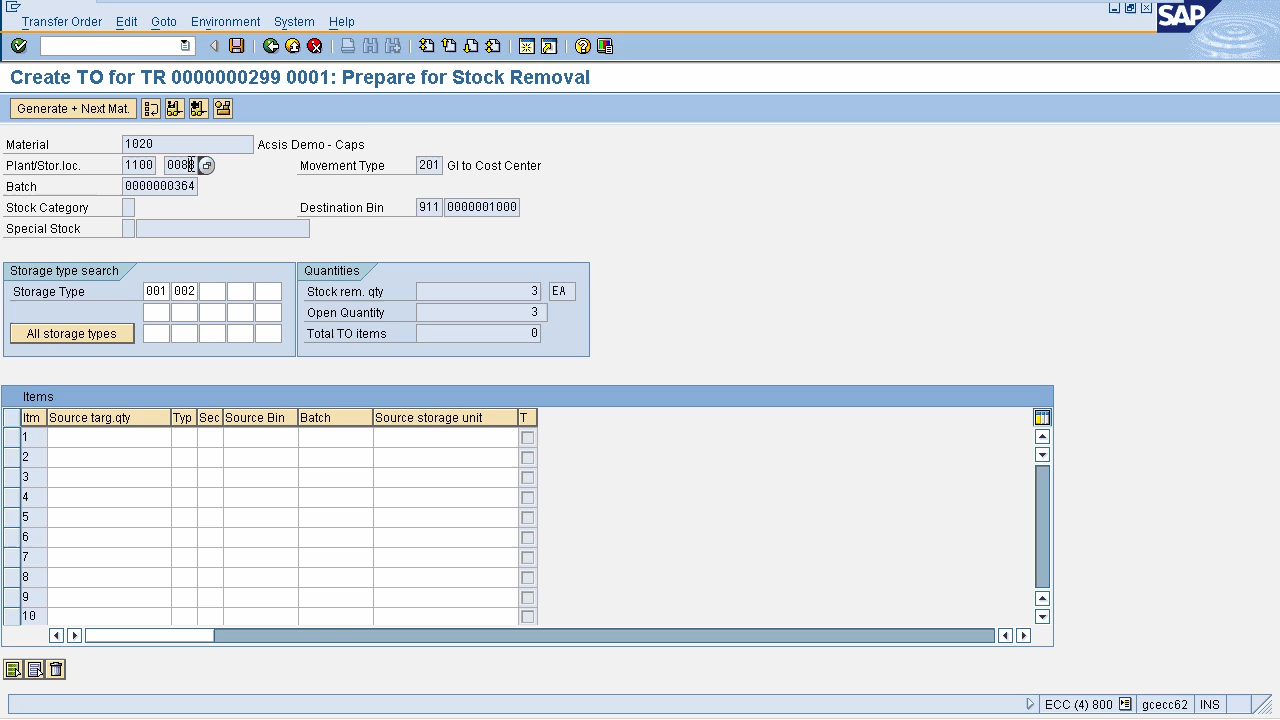 Transfer Order Edit Goto Environment System Help
SAP
Create TO for TR 0000000299 0001: Prepare for Stock Removal
Generate + Next Mat.
Material 1020 Acsis Demo - Caps
Plant/Stor.loc. 1100 Movement Type 201 GI to Cost Center
Batch 0000000364
Stock Category Destination Bin 911 0000001000
Special Stock
Storage type search Quantities
Storage Type 001 002 Stock rem. qty 3 EA
Open Quantity 3
All storage types Total TO items 0
Items
Itm Source targ.qty Typ Sec Source Bin Batch Source storage unit T
1
2
3
4
5
6
7
8
9
10
ECC (4) 800 gcecc62 INS